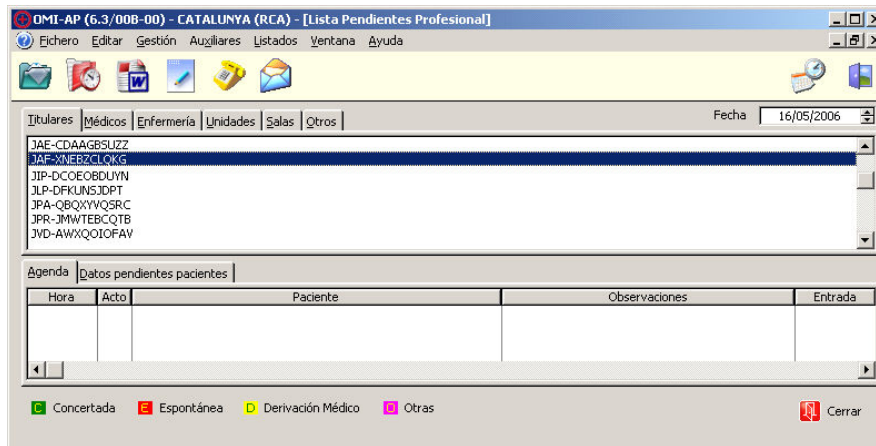 OMI-AP (6.3/00B-00) - CATALUNYA (RCA) - [Lista Pendientes Profesional]
Fichero Editar Gestión Auxiliares Listados Ventana Ayuda
Titulares Médicos Enfermería Unidades Salas Otros Fecha 16/05/2006
JAE-CDAAGBSUZZ
JAF-XNEBZCLQKG
JIP-DCOEOBDUYN
JLP-DFKUNSJDPT
JPA-QBQXYVQSRC
JPR-JMWTEBCQTB
JVD-AWXQOIOFAV
Agenda Datos pendientes pacientes
Hora Acto Paciente Observaciones Entrada
C Concertada E Espontánea D Derivación Médico O Otras Cerrar